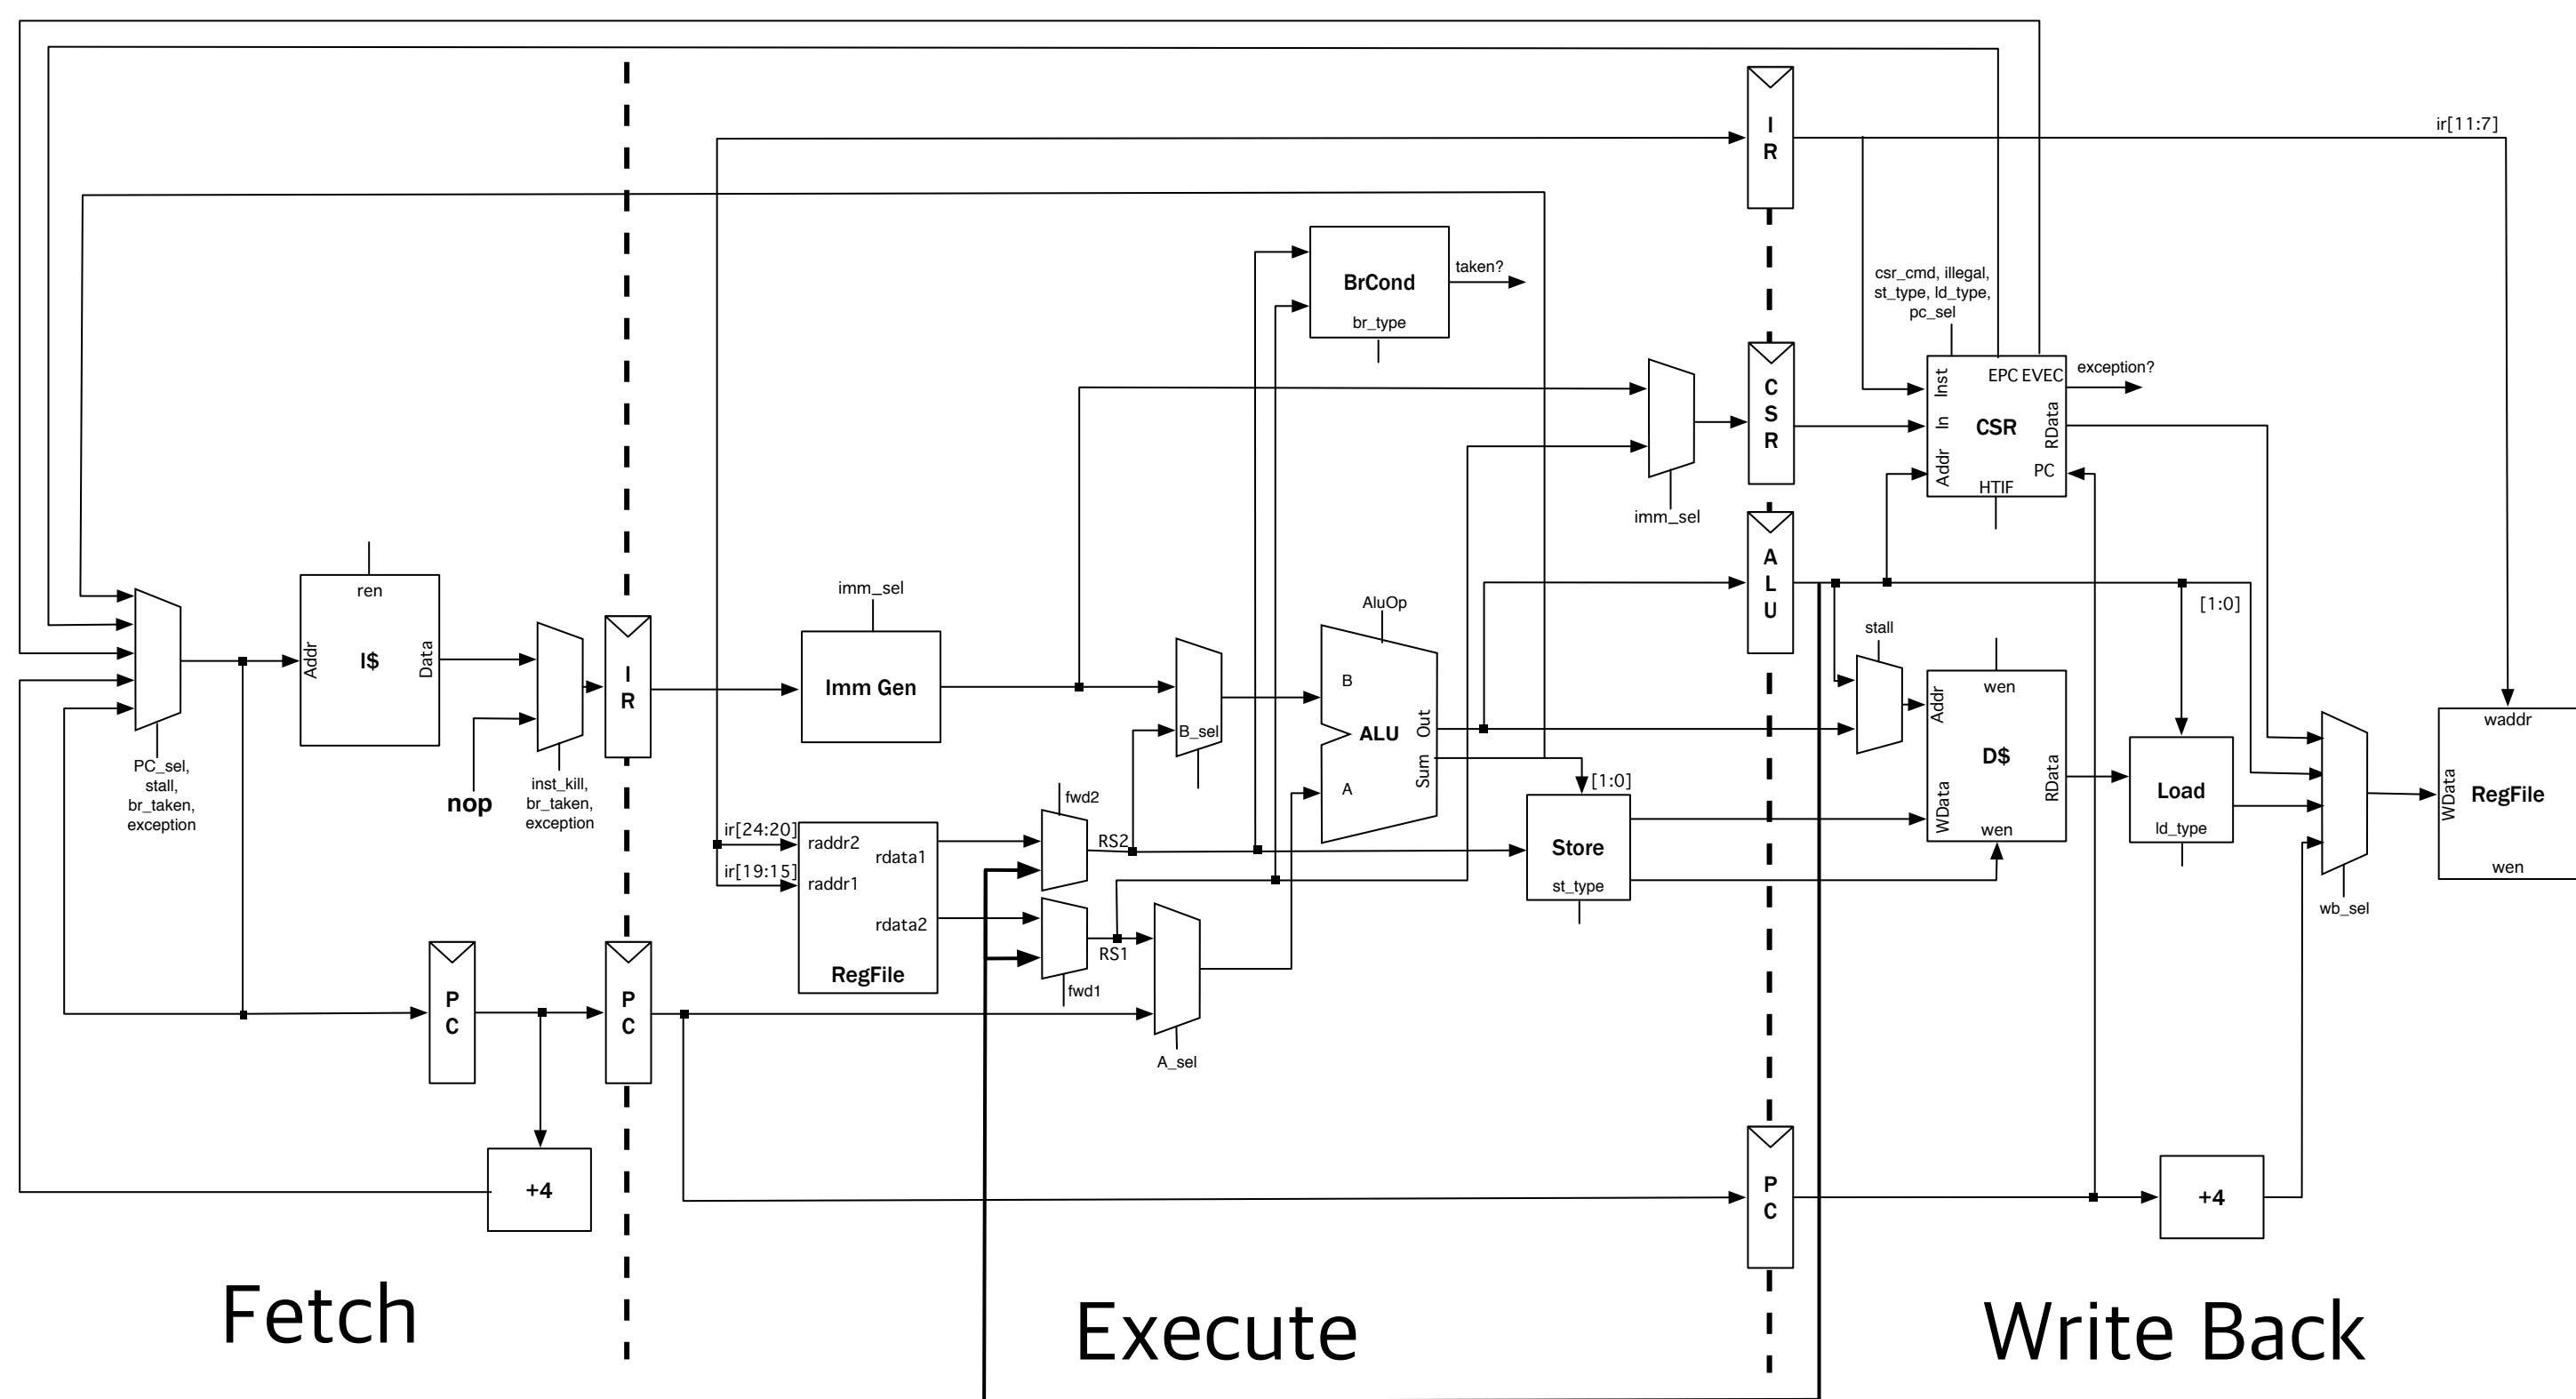 ir[11:7]
I
R
BrCond
br_type
taken?
csr_cmd, illegal,
st_type, ld_type,
pc_sel
C
S
R
imm_sel
Inst
In
Addr
EPC EVEC
CSR
RData
PC
HTIF
exception?
A
L
U
[1:0]
stall
ren
Addr
I$
Data
PC_sel,
stall,
br_taken,
exception
nop
inst_kill,
br_taken,
exception
I
R
imm_sel
Imm Gen
B_sel
AluOp
B
ALU
A
Out
Sum
fwd2
ir[24:20]
ir[19:15]
raddr2
rdata1
raddr1
rdata2
RegFile
RS2
RS1
fwd1
A_sel
[1:0]
Store
st_type
wen
Addr
D$
WData
RData
wen
Load
ld_type
wb_sel
waddr
WData
RegFile
wen
P
C
P
C
+4
P
C
+4
Fetch
Execute
Write Back